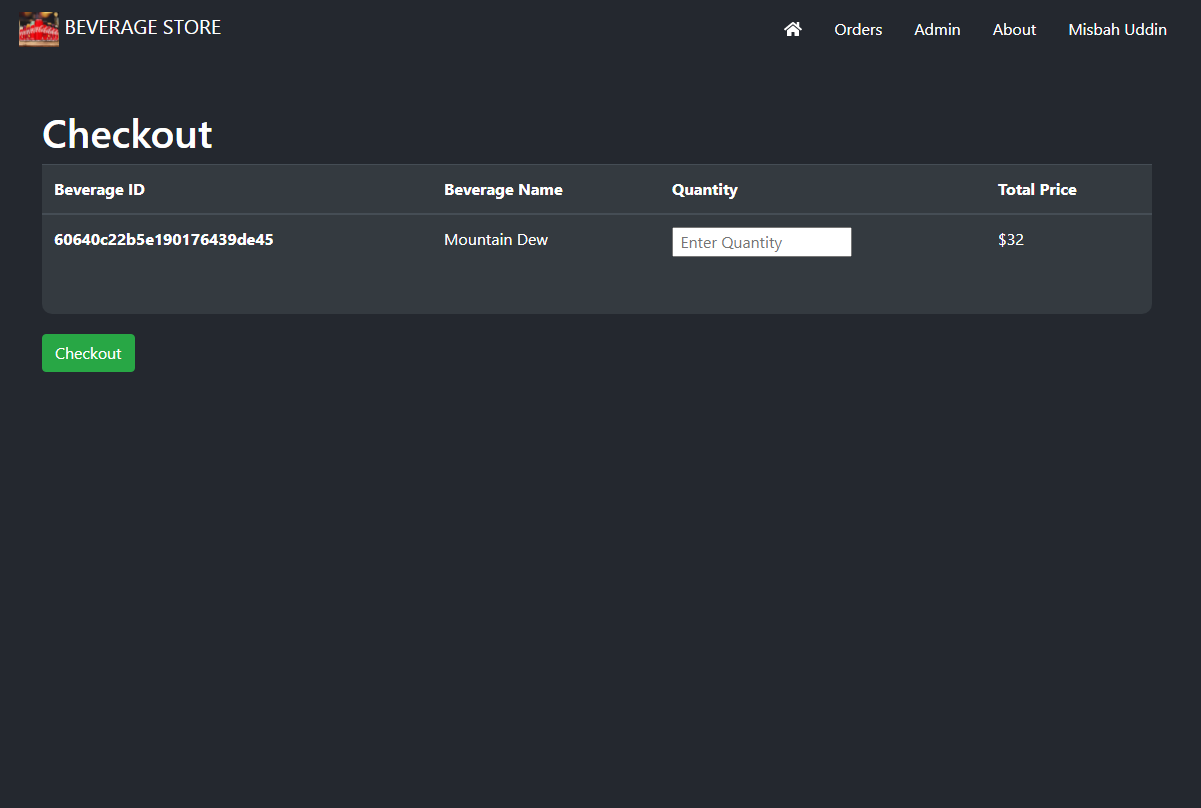 BEVERAGE STORE
Orders Admin About Misbah Uddin
Checkout
Beverage ID Beverage Name Quantity Total Price
60640c22b5e190176439de45 Mountain Dew Enter Quantity $32
Checkout